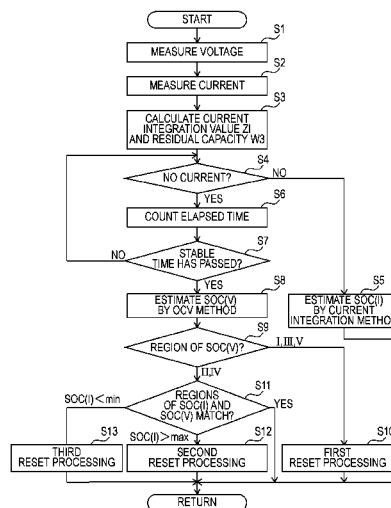 START
S1
MEASURE VOLTAGE
S2
MEASURE CURRENT
S3
CALCULATE CURRENT
INTEGRATION VALUE ZI
AND RESIDUAL CAPACITY W3
S4
NO CURRENT?
NO
YES
S6
COUNT ELAPSED TIME
S7
STABLE
TIME HAS PASSED?
NO
YES
S8
ESTIMATE SOC(V)
BY OCV METHOD
S5
ESTIMATE SOC(I)
BY CURRENT
INTEGRATION METHOD
S9
REGION OF SOC(V)?
I,III,V
II,IV
S11
REGIONS
OF SOC(I) AND
SOC(V) MATCH?
SOC(I)<min
YES
SOC(I)>max
S13
THIRD
RESET PROCESSING
S12
SECOND
RESET PROCESSING
S10
FIRST
RESET PROCESSING
RETURN